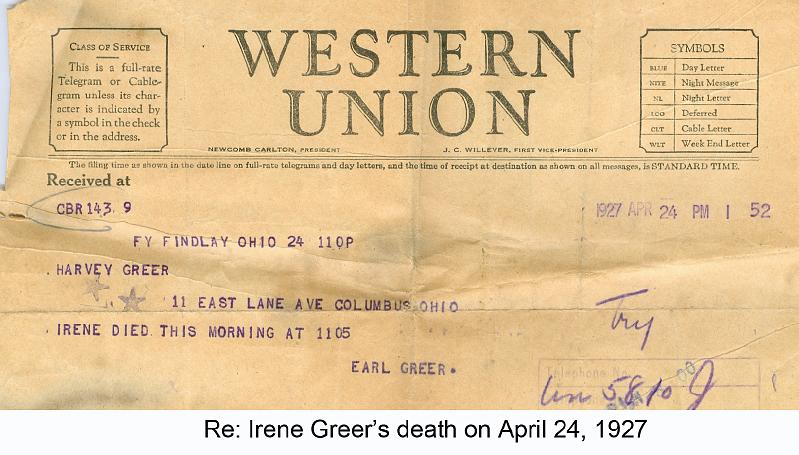 CLASS OF SERVICE
This is a full-rate
Telegram or Cable-
gram unless its char-
acter is indicated by
a symbol in the check
or in the address.
WESTERN
UNION
NEWCOMB CARLTON, PRESIDENT
J. C. WILLEVER, FIRST VICE-PRESIDENT
SYMBOLS
BLUE Day Letter
NITE Night Message
NL Night Letter
LCO Deferred
CLT Cable Letter
WLT Week End Letter
The filing time as shown in the date line on full-rate telegrams and day letters, and the time of receipt at destination as shown on all messages, is STANDARD TIME.
Received at
CBR143 9
1927 APR 24 PM 1 52
FY FINDLAY OHIO 24 110P
HARVEY GREER
11 EAST LANE AVE COLUMBUS OHIO
IRENE DIED THIS MORNING AT 1105
Try
EARL GREER.
Telephone No.
5810
Re: Irene Greer's death on April 24, 1927